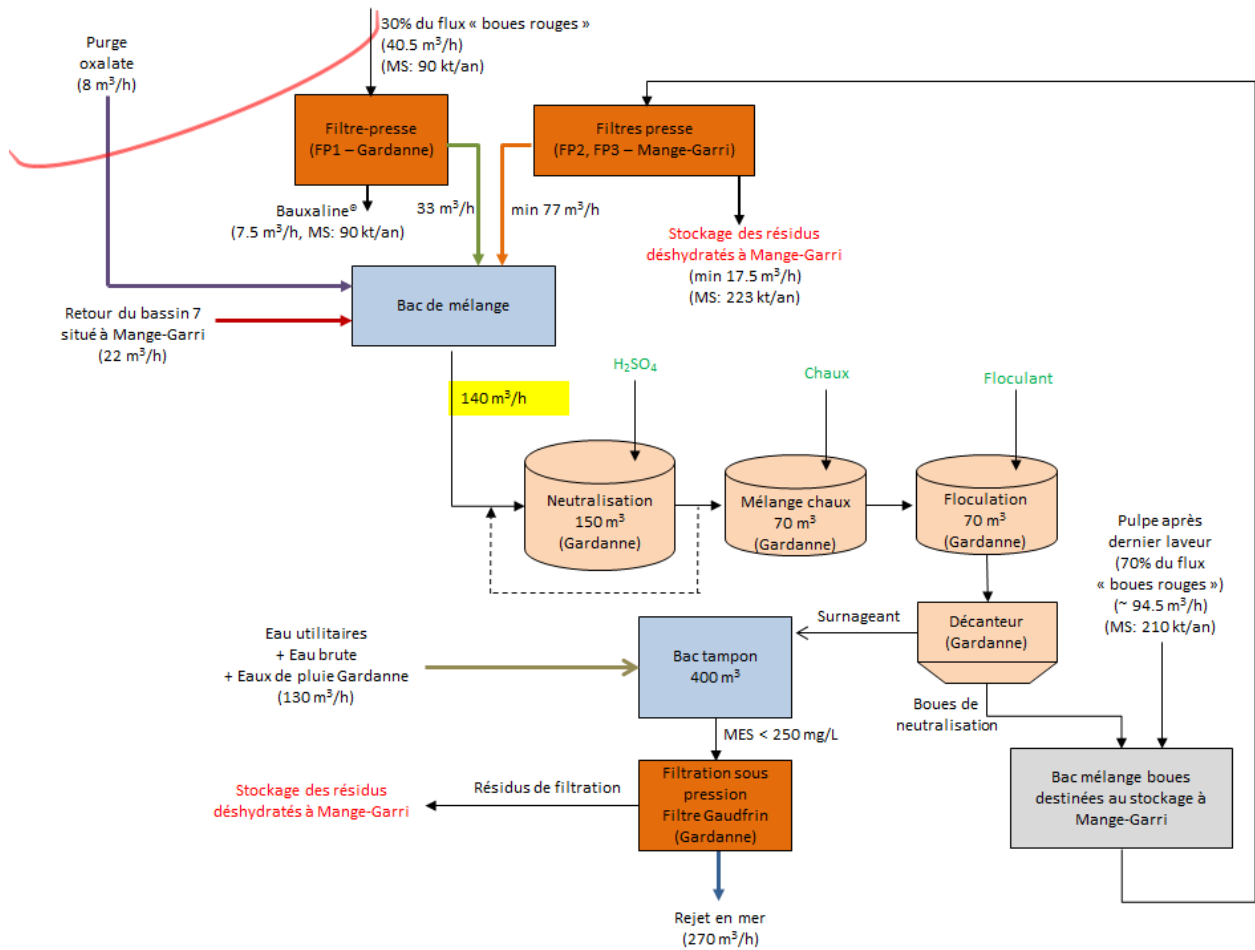 30% du flux « boues rouges »
(40.5 m³/h)
(MS: 90 kt/an)
Purge
oxalate
(8 m³/h)
Filtre-presse
(FP1 – Gardanne)
Filtres presse
(FP2, FP3 – Mange-Garri)
Bauxaline®
(7.5 m³/h, MS: 90 kt/an)
33 m³/h
min 77 m³/h
Stockage des résidus
déshydratés à Mange-Garri
(min 17.5 m³/h)
(MS: 223 kt/an)
Bac de mélange
Retour du bassin 7
situé à Mange-Garri
(22 m³/h)
140 m³/h
H₂SO₄
Chaux
Floculant
Neutralisation
150 m³
(Gardanne)
Mélange chaux
70 m³
(Gardanne)
Floculation
70 m³
(Gardanne)
Pulpe après
dernier laveur
(70% du flux
« boues rouges »)
(~ 94.5 m³/h)
(MS: 210 kt/an)
Surnageant
Décanteur
(Gardanne)
Eau utilitaires
+ Eau brute
+ Eaux de pluie Gardanne
(130 m³/h)
Bac tampon
400 m³
Boues de
neutralisation
MES < 250 mg/L
Filtration sous
pression
Filtre Gaudfrin
(Gardanne)
Résidus de filtration
Stockage des résidus
déshydratés à Mange-Garri
Bac mélange boues
destinées au stockage à
Mange-Garri
Rejet en mer
(270 m³/h)